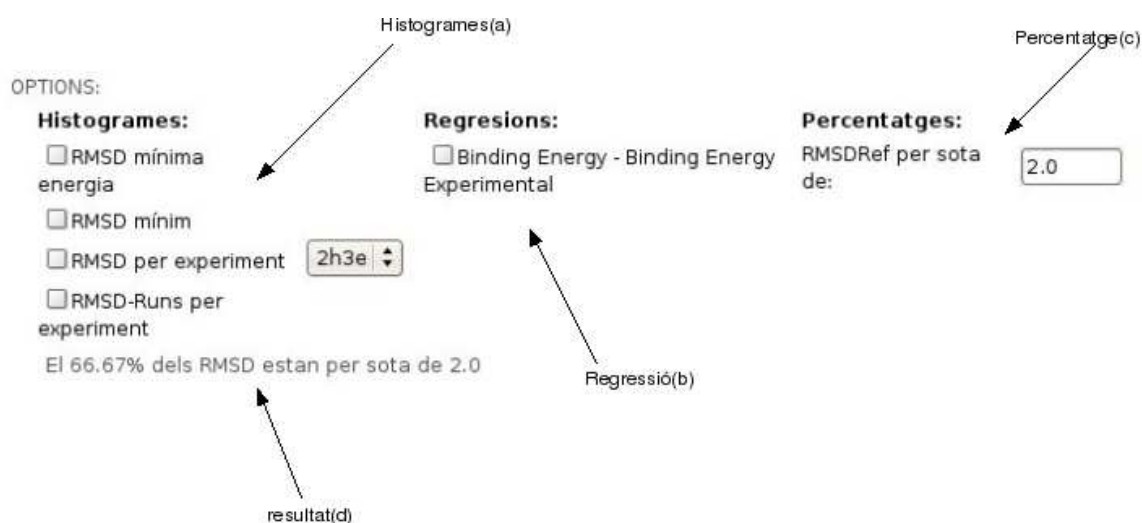 Histogrames(a)
Percentatge(c)
OPTIONS:
Histogrames:
RMSD mínima
energia
RMSD mínim
RMSD per experiment 2h3e
RMSD-Runs per
experiment
El 66.67% dels RMSD estan per sota de 2.0
Regresions:
Binding Energy - Binding Energy
Experimental
Percentatges:
RMSDRef per sota
de:
2.0
Regressió(b)
resultat(d)